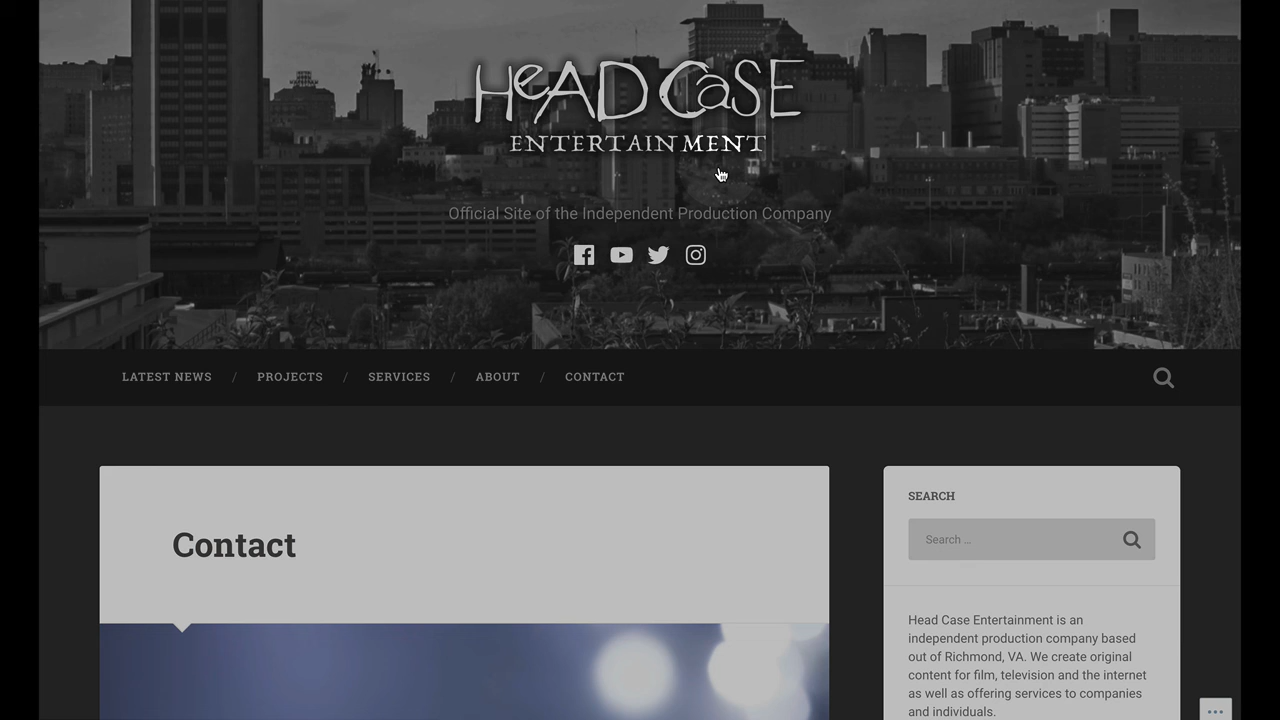 HeAD CaSE
ENTERTAINMENT
Official Site of the Independent Production Company
LATEST NEWS / PROJECTS / SERVICES / ABOUT / CONTACT
Contact
SEARCH
Search …
Head Case Entertainment is an
independent production company based
out of Richmond, VA. We create original
content for film, television and the internet
as well as offering services to companies
and individuals.